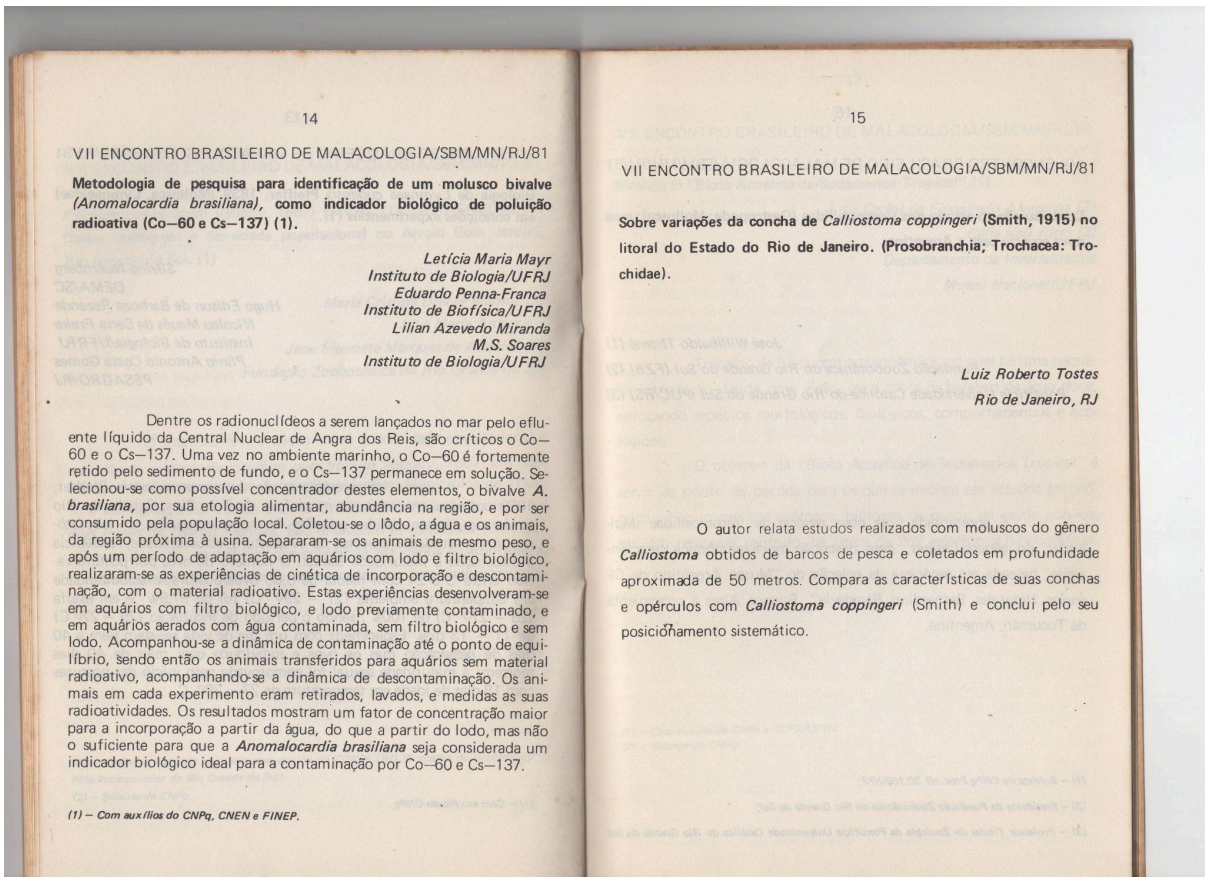 14
VII ENCONTRO BRASILEIRO DE MALACOLOGIA/SBM/MN/RJ/81
Metodologia de pesquisa para identificação de um molusco bivalve
(Anomalocardia brasiliana), como indicador biológico de poluição
radioativa (Co—60 e Cs—137) (1).
Letícia Maria Mayr
Instituto de Biologia/UFRJ
Eduardo Penna-Franca
Instituto de Biofísica/UFRJ
Lilian Azevedo Miranda
M.S. Soares
Instituto de Biologia/UFRJ
Dentre os radionuclídeos a serem lançados no mar pelo eflu-
ente líquido da Central Nuclear de Angra dos Reis, são críticos o Co—
60 e o Cs—137. Uma vez no ambiente marinho, o Co—60 é fortemente
retido pelo sedimento de fundo, e o Cs—137 permanece em solução. Se-
lecionou-se como possível concentrador destes elementos, o bivalve A.
brasiliana, por sua etologia alimentar, abundância na região, e por ser
consumido pela população local. Coletou-se o lôdo, a água e os animais,
da região próxima à usina. Separaram-se os animais de mesmo peso, e
após um período de adaptação em aquários com lodo e filtro biológico,
realizaram-se as experiências de cinética de incorporação e descontami-
nação, com o material radioativo. Estas experiências desenvolveram-se
em aquários com filtro biológico, e lodo previamente contaminado, e
em aquários aerados com água contaminada, sem filtro biológico e sem
lodo. Acompanhou-se a dinâmica de contaminação até o ponto de equi-
líbrio, sendo então os animais transferidos para aquários sem material
radioativo, acompanhando-se a dinâmica de descontaminação. Os ani-
mais em cada experimento eram retirados, lavados, e medidas as suas
radioatividades. Os resultados mostram um fator de concentração maior
para a incorporação a partir da água, do que a partir do lodo, mas não
o suficiente para que a Anomalocardia brasiliana seja considerada um
indicador biológico ideal para a contaminação por Co—60 e Cs—137.
(1) — Com auxílios do CNPq, CNEN e FINEP.
15
VII ENCONTRO BRASILEIRO DE MALACOLOGIA/SBM/MN/RJ/81
Sobre variações da concha de Calliostoma coppingeri (Smith, 1915) no
litoral do Estado do Rio de Janeiro. (Prosobranchia; Trochacea: Tro-
chidae).
Luiz Roberto Tostes
Rio de Janeiro, RJ
O autor relata estudos realizados com moluscos do gênero
Calliostoma obtidos de barcos de pesca e coletados em profundidade
aproximada de 50 metros. Compara as características de suas conchas
e opérculos com Calliostoma coppingeri (Smith) e conclui pelo seu
posicionamento sistemático.